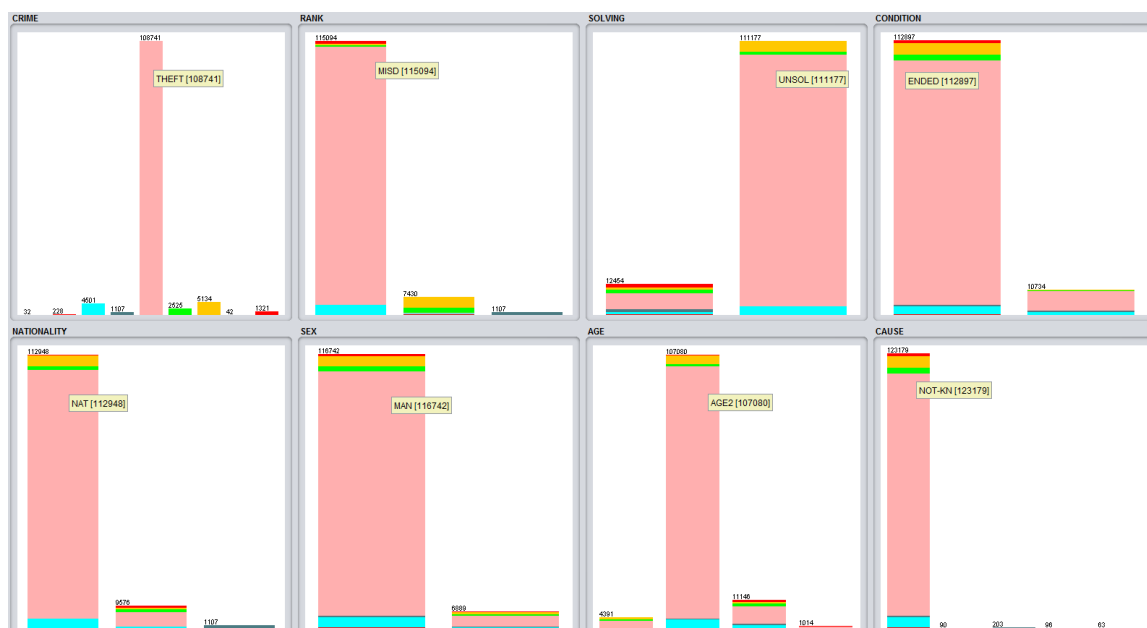 CRIME
108741
THEFT [108741]
32
228
4501
1107
2525
5134
42
1321
RANK
115094
MISD [115094]
7430
1107
SOLVING
111177
UNSOL [111177]
12454
CONDITION
112897
ENDED [112897]
10734
NATIONALITY
112948
NAT [112948]
9576
1107
SEX
116742
MAN [116742]
6889
AGE
107080
AGE2 [107080]
4391
11146
1014
CAUSE
123179
NOT-KN [123179]
90
203
96
63